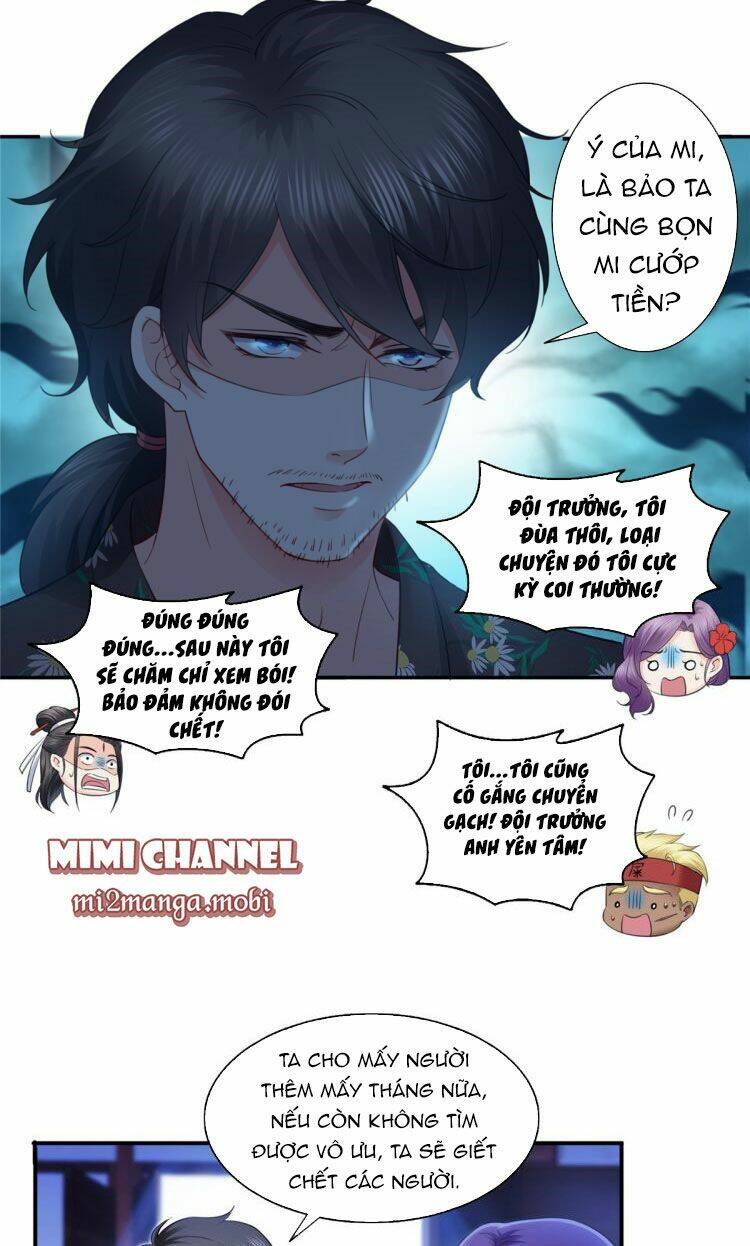 Ý CỦA MI,
LÀ BẢO TA
CÙNG BỌN
MI CƯỚP
TIỀN?
ĐỘI TRƯỞNG, TÔI
ĐÙA THÔI, LOẠI
CHUYỆN ĐÓ TÔI CỰC
KỲ COI THƯỜNG!
ĐÚNG ĐÚNG
ĐÚNG...SAU NÀY TÔI
SẼ CHĂM CHỈ XEM BÓI!
BẢO ĐẢM KHÔNG ĐÓI
CHẾT!
TÔI...TÔI CŨNG
CỐ GẮNG CHUYỂN
GẠCH! ĐỘI TRƯỞNG
ANH YÊN TÂM!
屎
MIMI CHANNEL
mi2manga.mobi
TA CHO MẤY NGƯỜI
THÊM MẤY THÁNG NỮA,
NẾU CÒN KHÔNG TÌM
ĐƯỢC VÔ ƯU, TA SẼ GIẾT
CHẾT CÁC NGƯỜI.